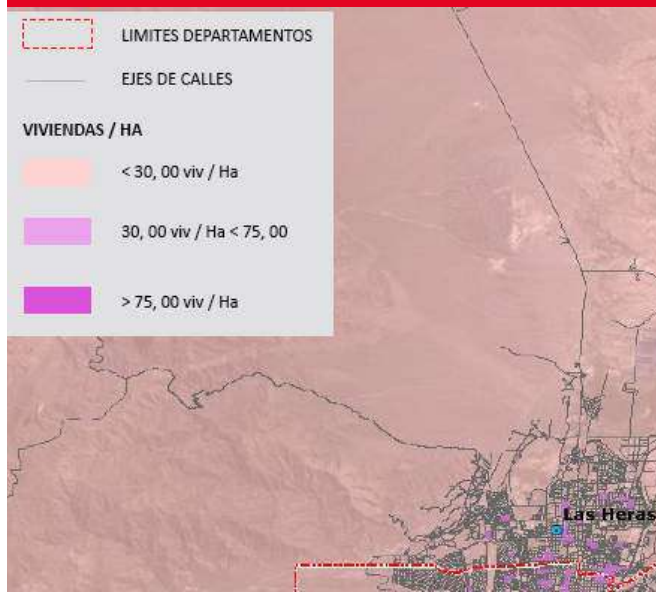 LIMITES DEPARTAMENTOS
EJES DE CALLES
VIVIENDAS / HA
< 30, 00 viv / Ha
30, 00 viv / Ha < 75, 00
> 75, 00 viv / Ha
Las Heras